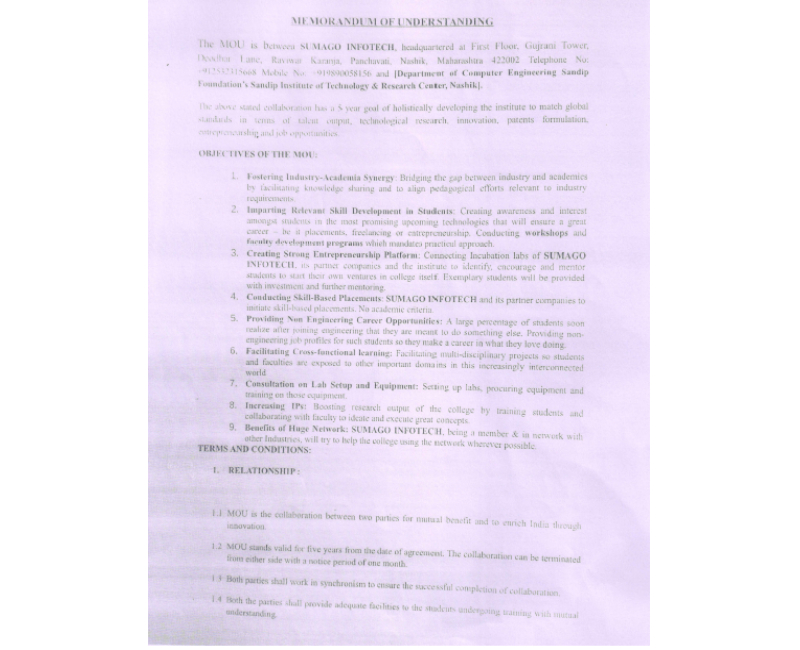 MEMORANDUM OF UNDERSTANDING
The MOU is between SUMAGO INFOTECH, headquartered at First Floor, Gujrani Tower,
Lane, Raviwar Karanja, Panchavati, Nashik, Maharashtra 422002 Telephone No:
Mobile No. and [Department of Computer Engineering Sandip
Foundation's Sandip Institute of Technology & Research Center, Nashik].
The above stated collaboration has a 5 year goal of holistically developing the institute to match global
standards in terms of talent output, technological research, innovation, patents formulation,
entrepreneurship and job opportunities.
OBJECTIVES OF THE MOU:
1. Fostering Industry-Academia Synergy: Bridging the gap between industry and academics
by facilitating knowledge sharing and to align pedagogical efforts relevant to industry
requirements.
2. Imparting Relevant Skill Development in Students: Creating awareness and interest
amongst students in the most promising upcoming technologies that will ensure a great
career - be it placements, freelancing or entrepreneurship. Conducting workshops and
faculty development programs which mandates practical approach.
3. Creating Strong Entrepreneurship Platform: Connecting Incubation labs of SUMAGO
INFOTECH, its partner companies and the institute to identify, encourage and mentor
students to start their own ventures in college itself. Exemplary students will be provided
with investment and further mentoring.
4. Conducting Skill-Based Placements: SUMAGO INFOTECH and its partner companies to
initiate skill-based placements. No academic criteria.
5. Providing Non Engineering Career Opportunities: A large percentage of students soon
realize after joining engineering that they are meant to do something else. Providing non-
engineering job profiles for such students so they make a career in what they love doing.
6. Facilitating Cross-functional learning: Facilitating multi-disciplinary projects so students
and faculties are exposed to other important domains in this increasingly interconnected
world
7. Consultation on Lab Setup and Equipment: Setting up labs, procuring equipment and
training on those equipment.
8. Increasing IPs: Boosting research output of the college by training students and
collaborating with faculty to ideate and execute great concepts.
9. Benefits of Huge Network: SUMAGO INFOTECH, being a member & in network with
other Industries, will try to help the college using the network wherever possible.
TERMS AND CONDITIONS:
1. RELATIONSHIP :
1.1 MOU is the collaboration between two parties for mutual benefit and to enrich India through
innovation.
1.2 MOU stands valid for five years from the date of agreement. The collaboration can be terminated
from either side with a notice period of one month.
1.3 Both parties shall work in synchronism to ensure the successful completion of collaboration.
1.4 Both the parties shall provide adequate facilities to the students undergoing training with mutual
understanding.